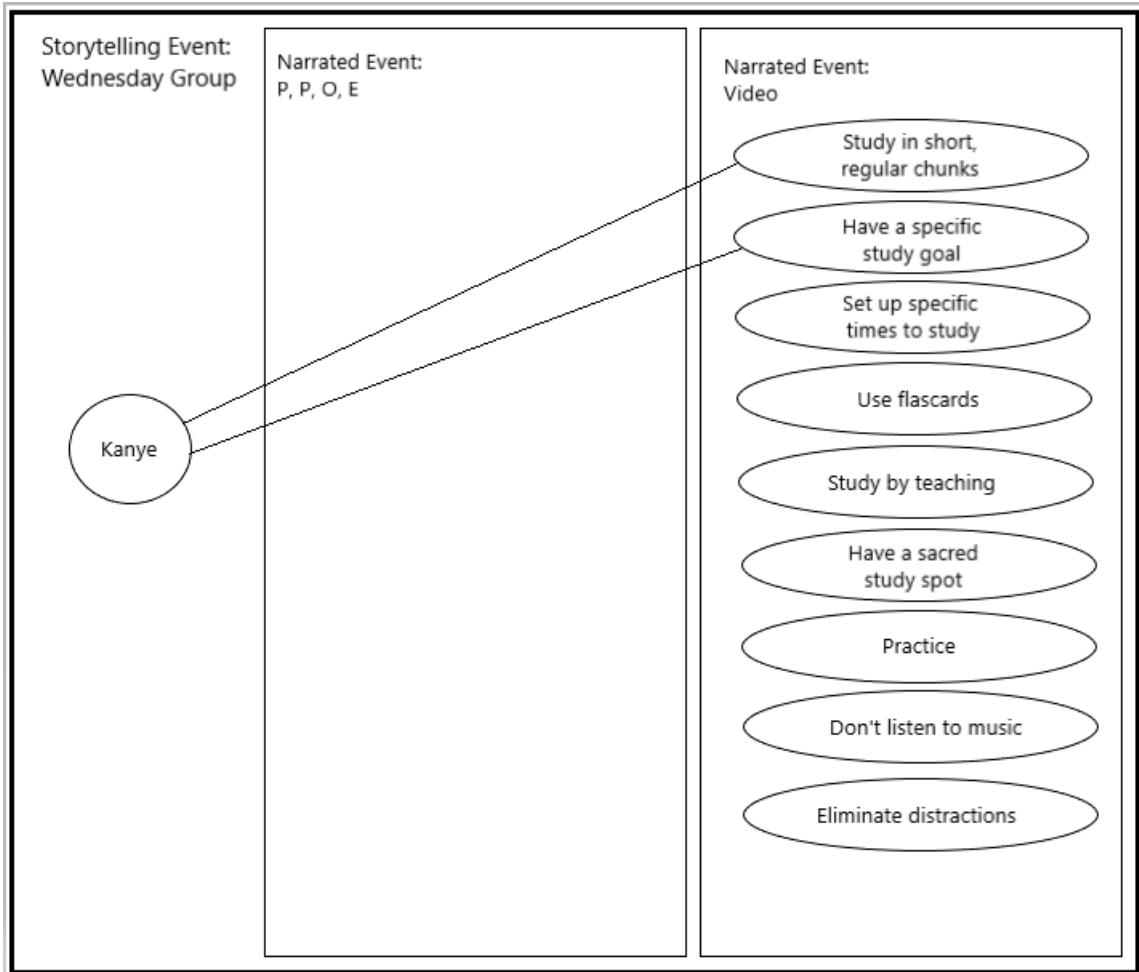 Storytelling Event:
Wednesday Group
Narrated Event:
P, P, O, E
Narrated Event:
Video
Study in short,
regular chunks
Have a specific
study goal
Set up specific
times to study
Use flascards
Study by teaching
Have a sacred
study spot
Practice
Don't listen to music
Eliminate distractions
Kanye